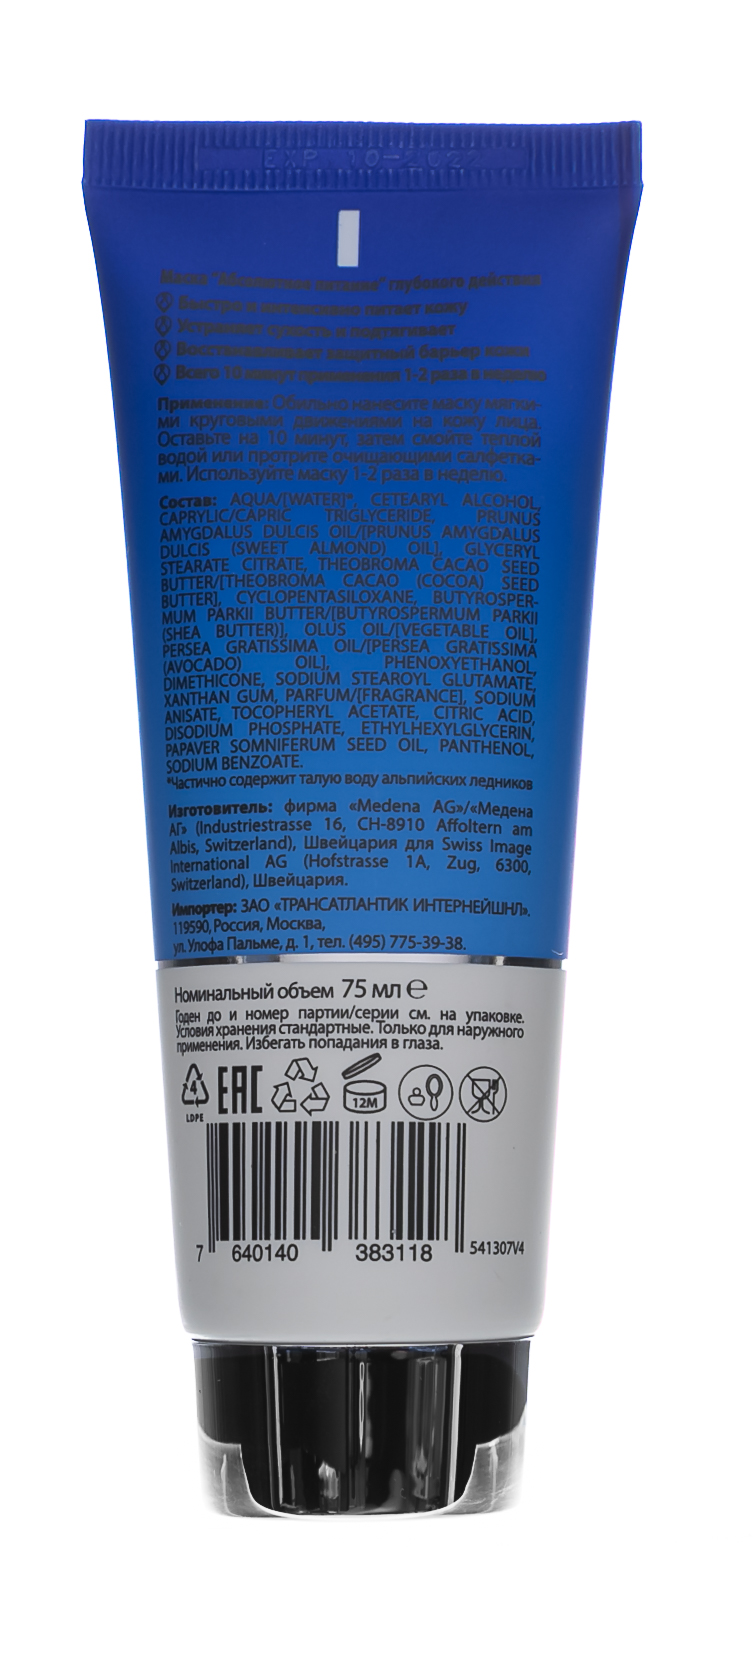 EXP 10-2022
Маска "Абсолютное питание" глубокого действия
Быстро и интенсивно питает кожу
Устраняет сухость и подтягивает
Восстанавливает защитный барьер кожи
Всего 10 минут применения 1-2 раза в неделю
Применение: Обильно нанесите маску мягки-
ми круговыми движениями на кожу лица.
Оставьте на 10 минут, затем смойте теплой
водой или протрите очищающими салфетка-
ми. Используйте маску 1-2 раза в неделю.
Состав: AQUA/[WATER]*, CETEARYL ALCOHOL,
CAPRYLIC/CAPRIC TRIGLYCERIDE, PRUNUS
AMYGDALUS DULCIS OIL/[PRUNUS AMYGDALUS
DULCIS (SWEET ALMOND) OIL], GLYCERYL
STEARATE CITRATE, THEOBROMA CACAO SEED
BUTTER/[THEOBROMA CACAO (COCOA) SEED
BUTTER], CYCLOPENTASILOXANE, BUTYROSPER-
MUM PARKII BUTTER/[BUTYROSPERMUM PARKII
(SHEA BUTTER)], OLUS OIL/[VEGETABLE OIL],
PERSEA GRATISSIMA OIL/[PERSEA GRATISSIMA
(AVOCADO) OIL], PHENOXYETHANOL,
DIMETHICONE, SODIUM STEAROYL GLUTAMATE,
XANTHAN GUM, PARFUM/[FRAGRANCE], SODIUM
ANISATE, TOCOPHERYL ACETATE, CITRIC ACID,
DISODIUM PHOSPHATE, ETHYLHEXYLGLYCERIN,
PAPAVER SOMNIFERUM SEED OIL, PANTHENOL,
SODIUM BENZOATE.
*Частично содержит талую воду альпийских ледников
Изготовитель: фирма «Medena AG»/«Медена
АГ» (Industriestrasse 16, CH-8910 Affoltern am
Albis, Switzerland), Швейцария для Swiss Image
International AG (Hofstrasse 1A, Zug, 6300,
Switzerland), Швейцария.
Импортер: ЗАО «ТРАНСАТЛАНТИК ИНТЕРНЕЙШНЛ».
119590, Россия, Москва,
ул. Улофа Пальме, д. 1, тел. (495) 775-39-38.
Номинальный объем 75 мл ℮
Годен до и номер партии/серии см. на упаковке.
Условия хранения стандартные. Только для наружного
применения. Избегать попадания в глаза.
4 EAC 12M
LDPE
7 640140 383118 541307V4